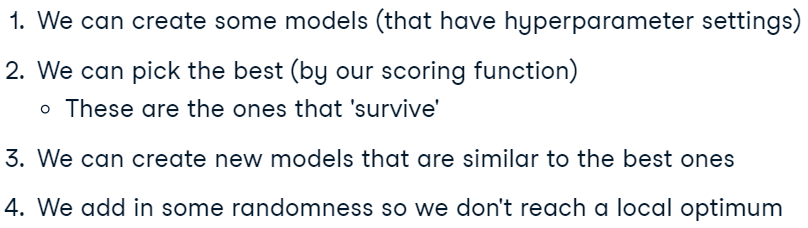 1. We can create some models (that have hyperparameter settings)
2. We can pick the best (by our scoring function)
○ These are the ones that 'survive'
3. We can create new models that are similar to the best ones
4. We add in some randomness so we don't reach a local optimum